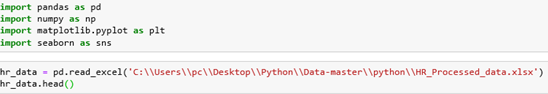 import pandas as pd
import numpy as np
import matplotlib.pyplot as plt
import seaborn as sns
hr_data = pd.read_excel('C:\\Users\\pc\\Desktop\\Python\\Data-master\\python\\HR_Processed_data.xlsx')
hr_data.head()